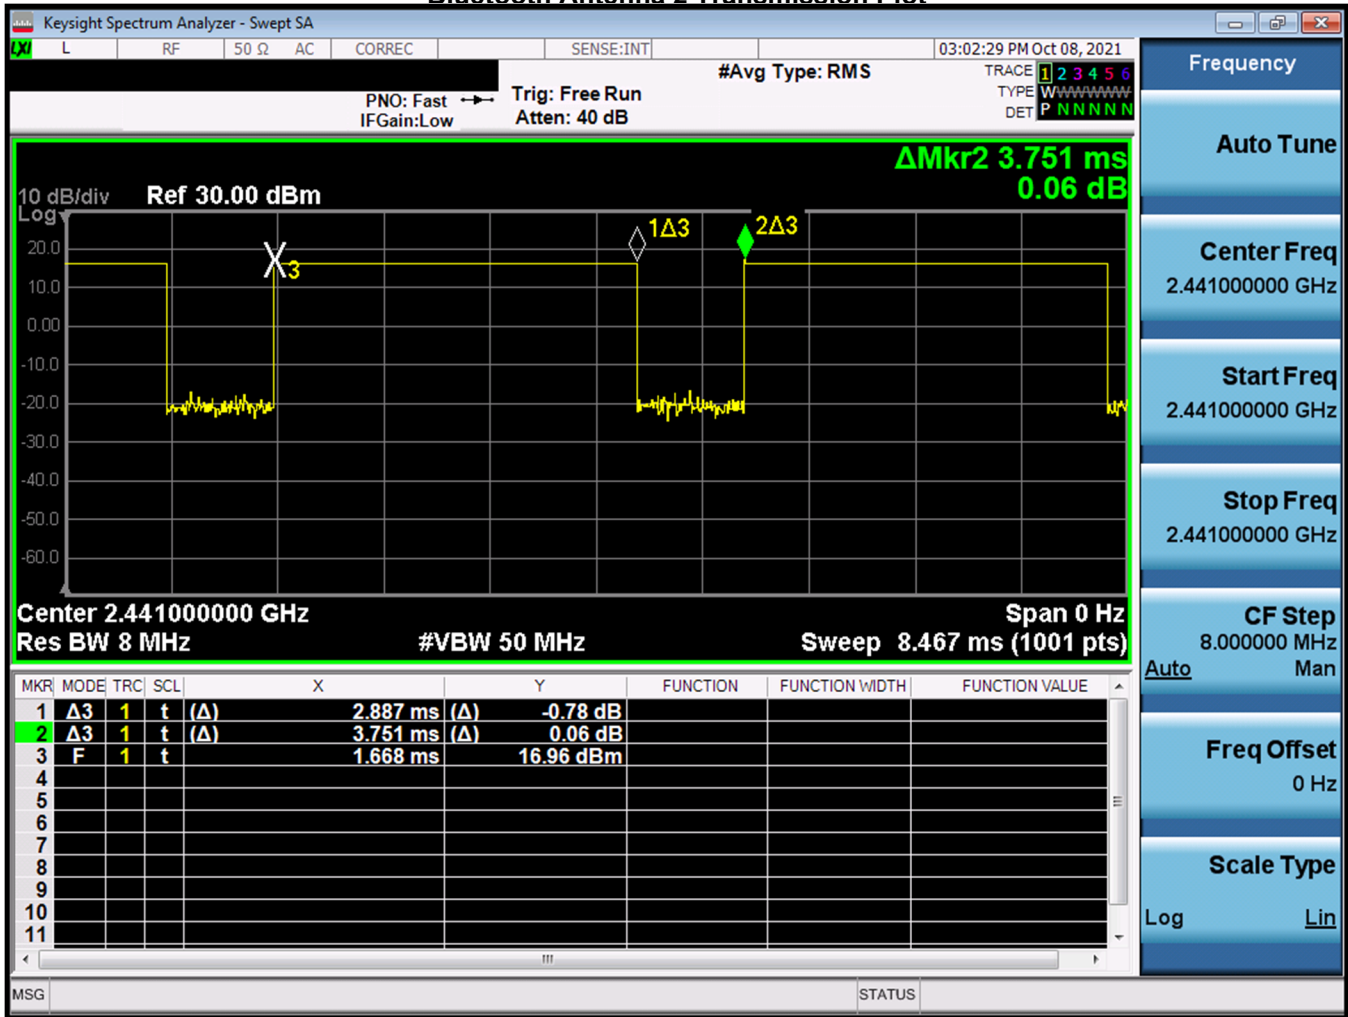 Bluetooth Antenna 2 Transmission Plot
Keysight Spectrum Analyzer - Swept SA
LXI L RF 50 Ω AC CORREC SENSE:INT 03:02:29 PM Oct 08, 2021
#Avg Type: RMS
TRACE 1 2 3 4 5 6
TYPE WWWWWW
DET P N N N N N
PNO: Fast
IFGain:Low
Trig: Free Run
Atten: 40 dB
ΔMkr2 3.751 ms
0.06 dB
10 dB/div Ref 30.00 dBm
Log
20.0
10.0
0.00
-10.0
-20.0
-30.0
-40.0
-50.0
-60.0
X3
1Δ3
2Δ3
Center 2.441000000 GHz Span 0 Hz
Res BW 8 MHz #VBW 50 MHz Sweep 8.467 ms (1001 pts)
MKR MODE TRC SCL X Y FUNCTION FUNCTION WIDTH FUNCTION VALUE
1 Δ3 1 t (Δ) 2.887 ms (Δ) -0.78 dB
2 Δ3 1 t (Δ) 3.751 ms (Δ) 0.06 dB
3 F 1 t 1.668 ms 16.96 dBm
4
5
6
7
8
9
10
11
MSG STATUS
Frequency
Auto Tune
Center Freq
2.441000000 GHz
Start Freq
2.441000000 GHz
Stop Freq
2.441000000 GHz
CF Step
8.000000 MHz
Auto Man
Freq Offset
0 Hz
Scale Type
Log Lin